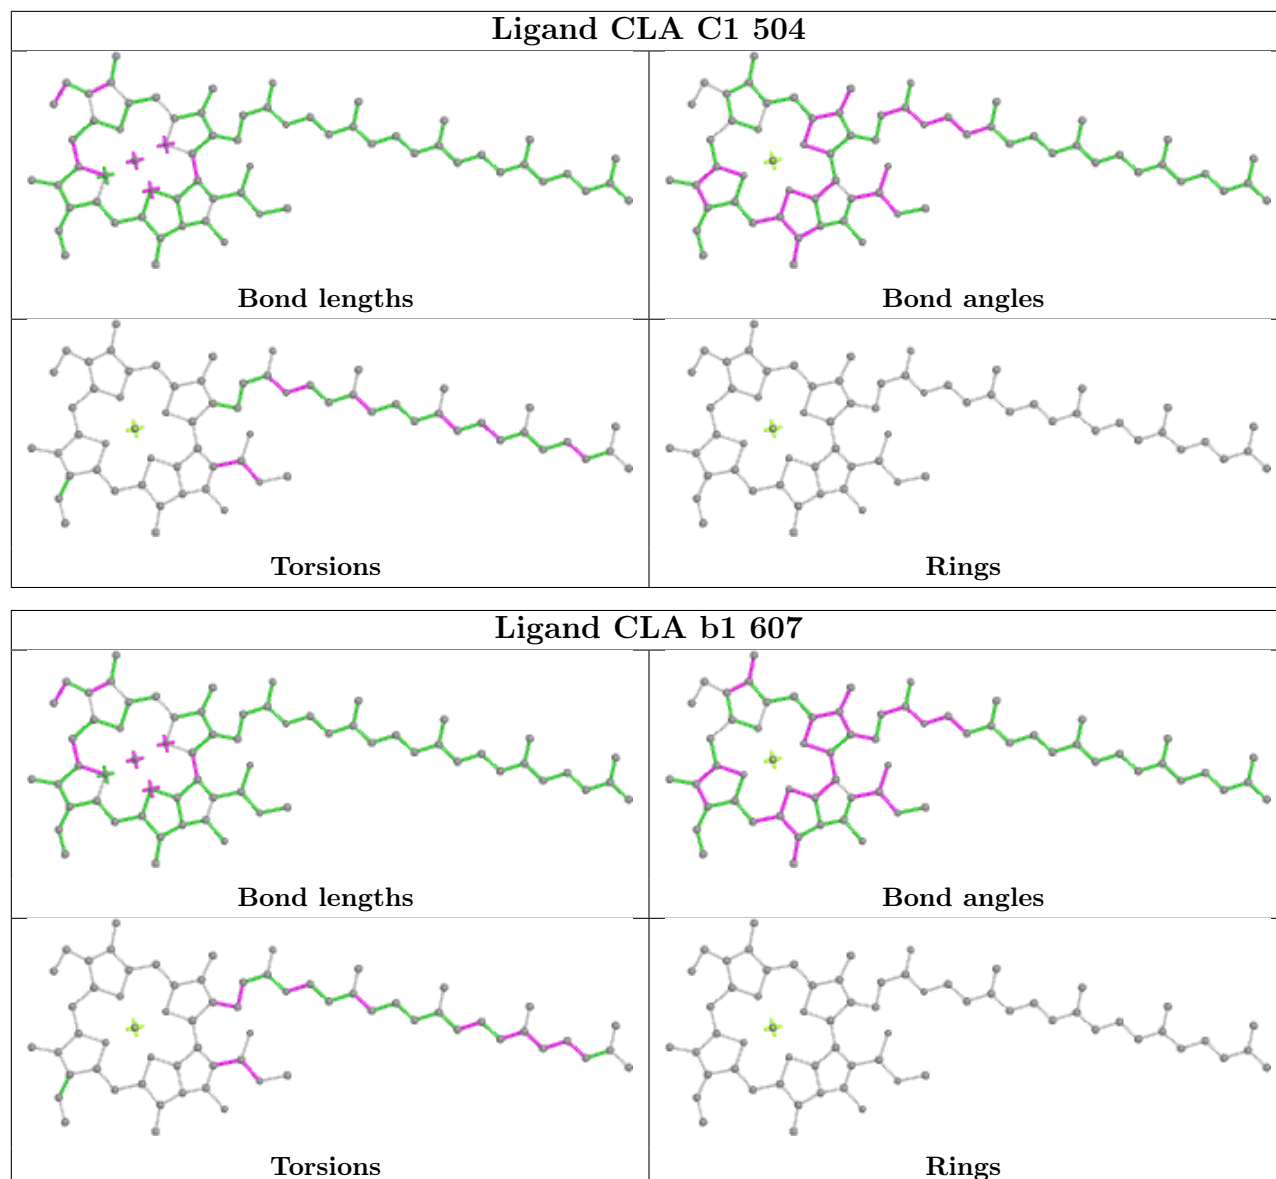 Ligand CLA C1 504
Bond lengths
Bond angles
Torsions
Rings
Ligand CLA b1 607
Bond lengths
Bond angles
Torsions
Rings